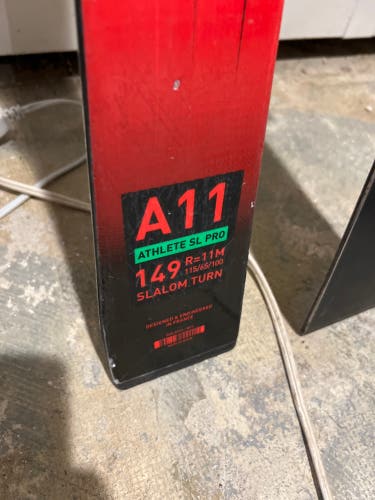 A11
ATHLETE SL PRO
149 R=11M
115/65/100
SLALOM TURN
DESIGNED & ENGINEERED
IN FRANCE